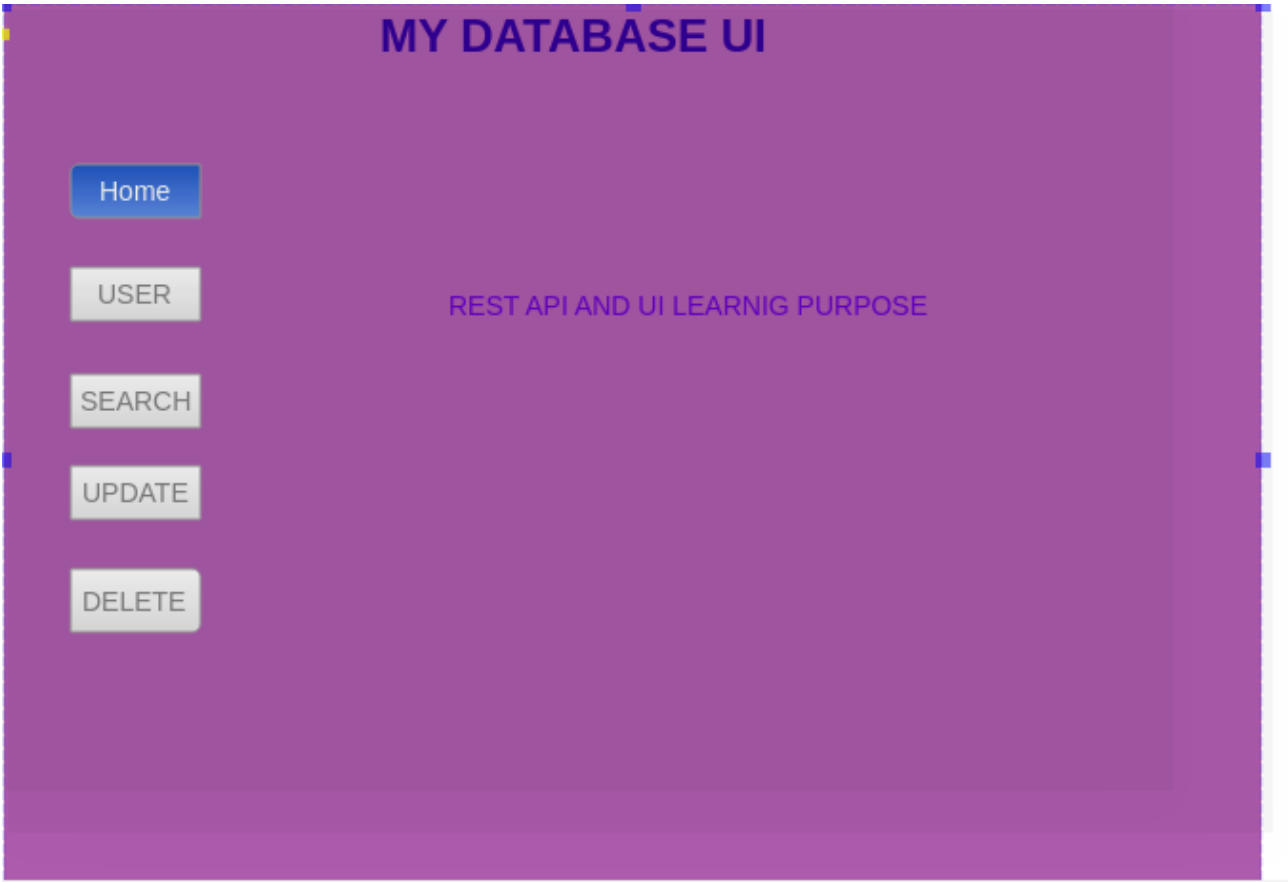 MY DATABASE UI
Home
USER
REST API AND UI LEARNIG PURPOSE
SEARCH
UPDATE
DELETE